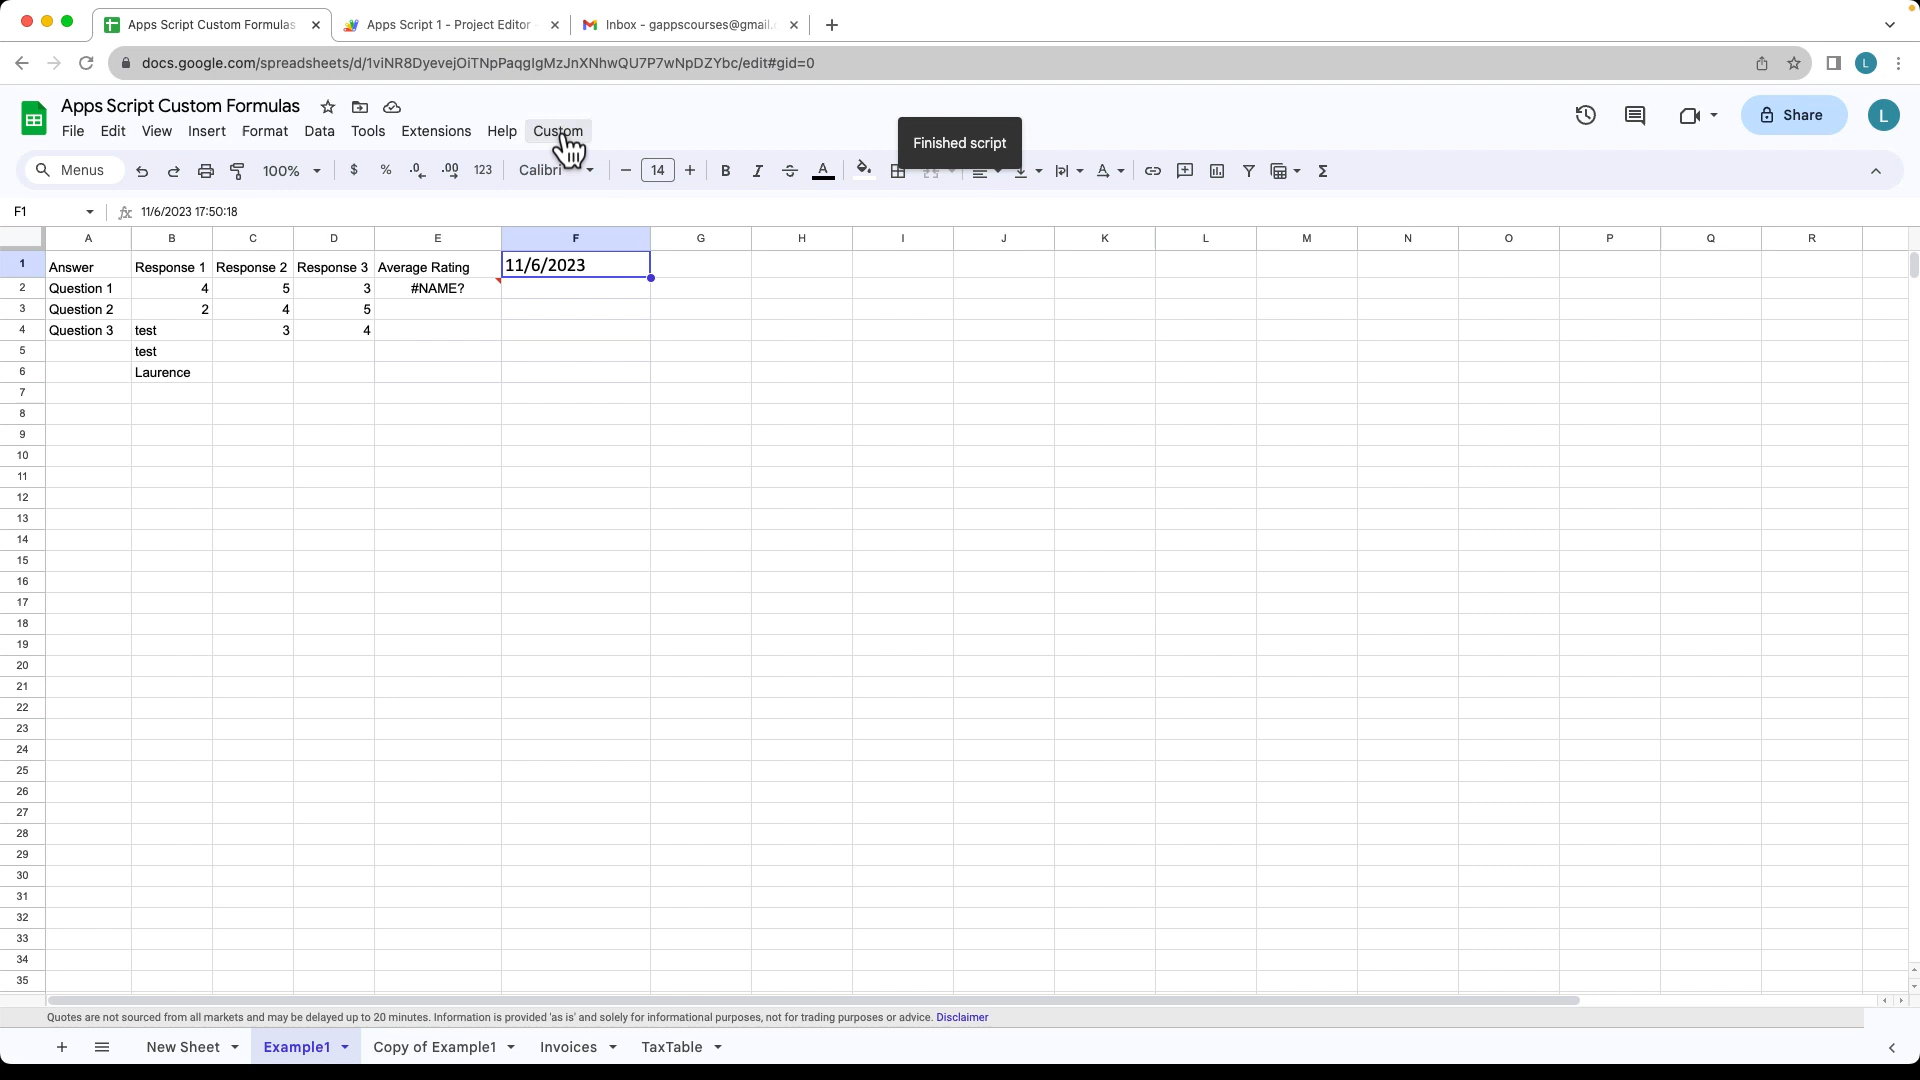 Apps Script Custom Formulas
Apps Script 1 - Project Editor
Inbox - gappscourses@gmail.
docs.google.com/spreadsheets/d/1viNR8DyevejOiTNpPaqglgMzJnXNhwQU7P7wNpDZYbc/edit#gid=0
L
Apps Script Custom Formulas
Share
L
File Edit View Insert Format Data Tools Extensions Help Custom
Finished script
Menus 100% $ % .0 .00 123 Calibri 14 B I A
F1 fx 11/6/2023 17:50:18
A B C D E F G H I J K L M N O P Q R
1 Answer Response 1 Response 2 Response 3 Average Rating 11/6/2023
2 Question 1 4 5 3 #NAME?
3 Question 2 2 4 5
4 Question 3 test 3 4
5 test
6 Laurence
7
8
9
10
11
12
13
14
15
16
17
18
19
20
21
22
23
24
25
26
27
28
29
30
31
32
33
34
35
Quotes are not sourced from all markets and may be delayed up to 20 minutes. Information is provided 'as is' and solely for informational purposes, not for trading purposes or advice. Disclaimer
New Sheet Example1 Copy of Example1 Invoices TaxTable